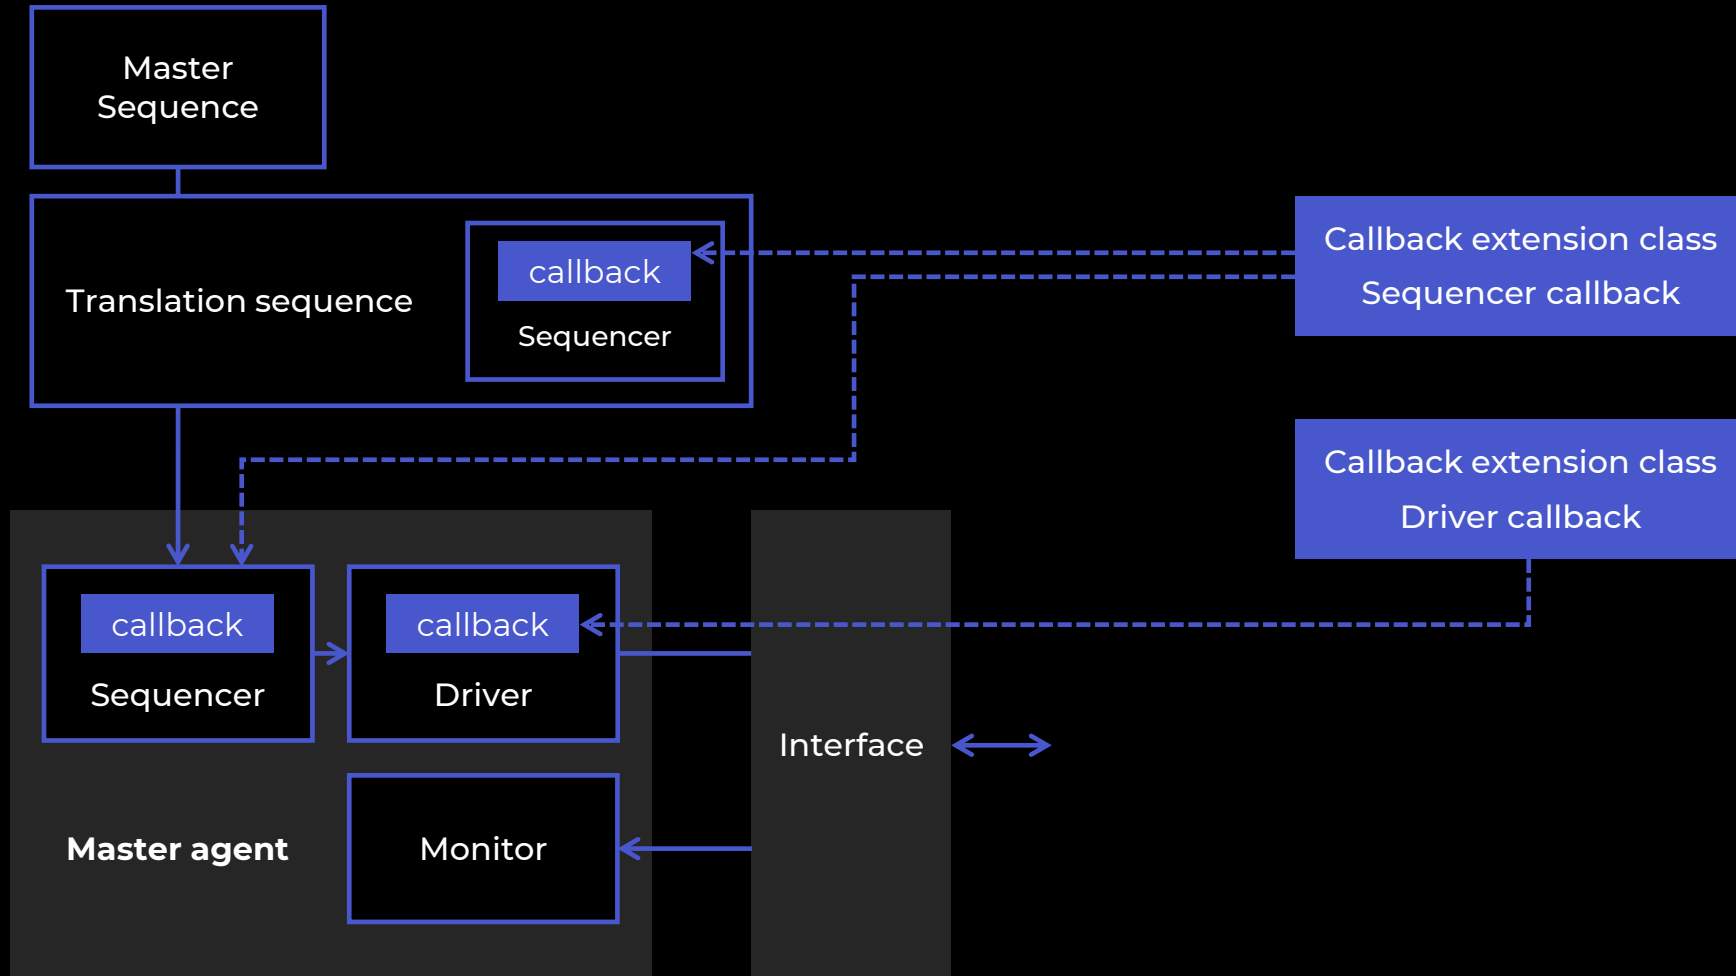 Master
Sequence
Translation sequence
callback
Sequencer
Callback extension class
Sequencer callback
Callback extension class
Driver callback
callback
Sequencer
callback
Driver
Interface
Master agent
Monitor